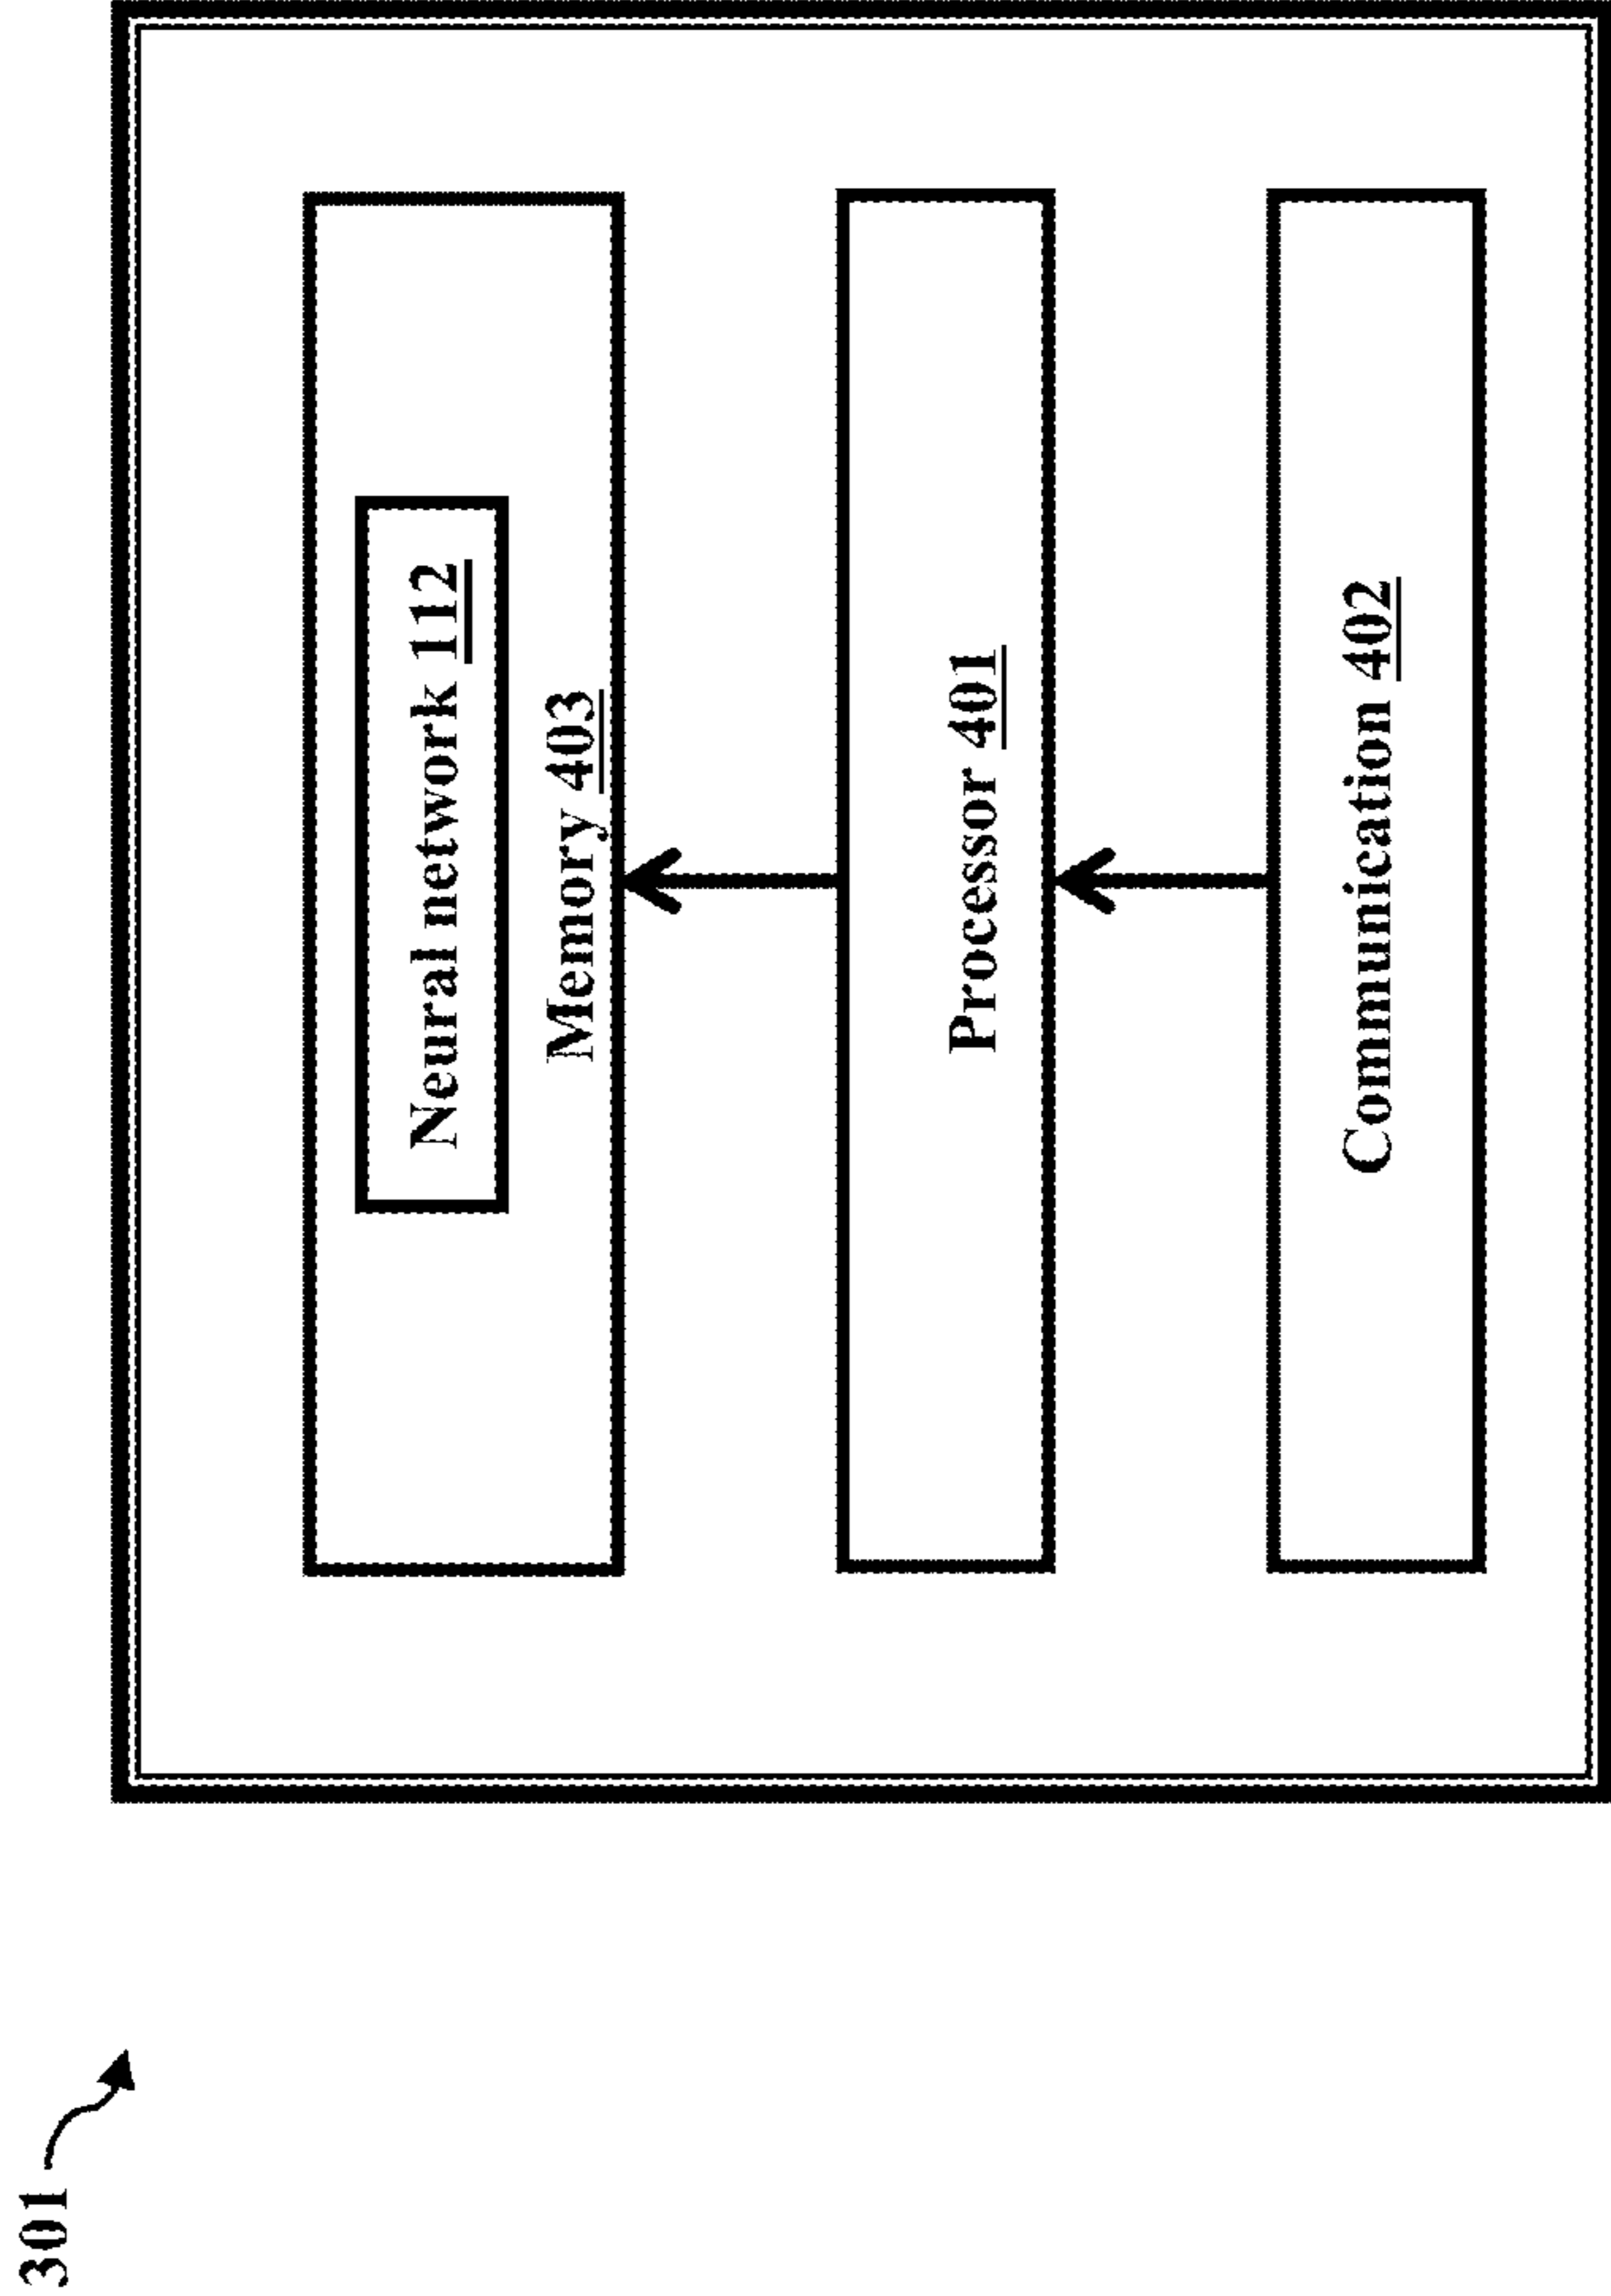 301
Neural network 112
Memory 403
Processor 401
Communication 402